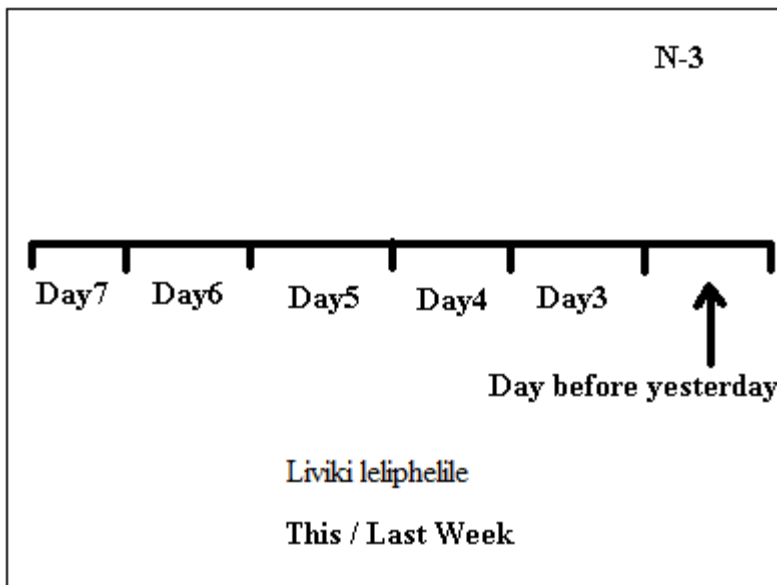 N-3
Day7 Day6 Day5 Day4 Day3
Day before yesterday
Liviki leliphelile
This / Last Week